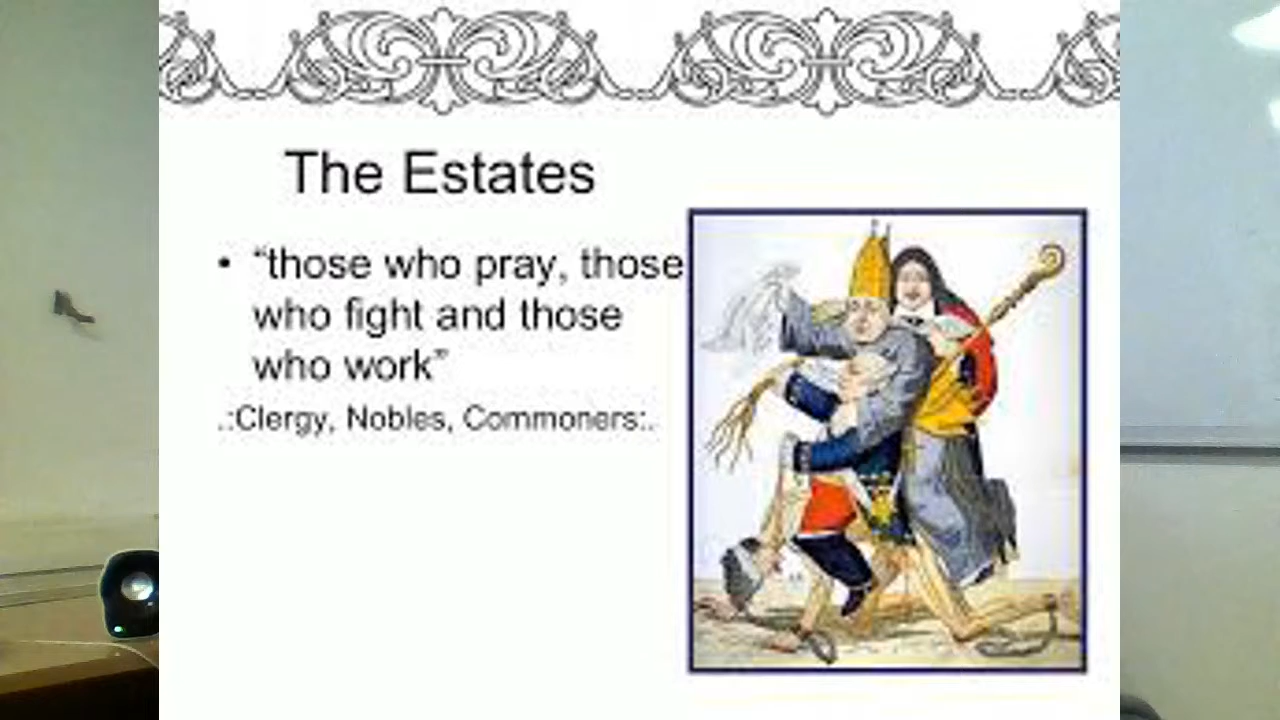 The Estates
• “those who pray, those
who fight and those
who work”
.:Clergy, Nobles, Commoners:.